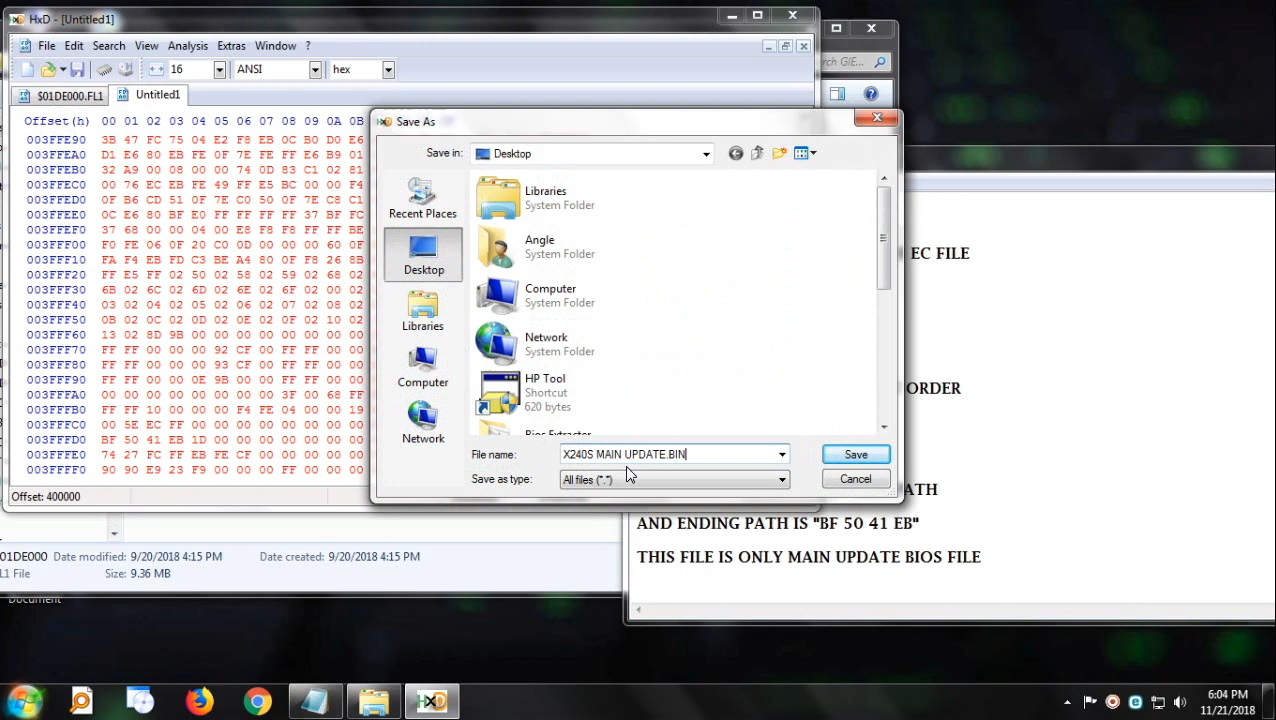 HxD - [Untitled1]
File Edit Search View Analysis Extras Window ?
16 ANSI hex
$01DE000.FL1 Untitled1
Offset(h) 00 01 02 03 04 05 06 07 08 09 0A 0B
003FFE90 3B 47 FC 75 04 E2 F8 EB 0C B0 D0 E6
003FFEA0 D1 E6 80 EB FE 0F 7E FE FF E6 B9 01
003FFEB0 32 A9 00 08 00 00 74 0D 83 C1 02 81
003FFEC0 00 76 EC EB FE 49 FF E5 BC 00 00 F4
003FFED0 0F B6 CD 51 0F 7E C0 50 0F 7E C8 C1
003FFEE0 0C E6 80 BF E0 FF FF FF FF 37 BF FC
003FFEF0 37 68 00 00 04 00 E8 F8 F8 FF FF BE
003FFF00 F0 FE 06 0F 20 C0 0D 00 00 00 60 0F
003FFF10 FA F4 EB FD C3 BE A4 80 0F F8 26 8B
003FFF20 FF E5 FF 02 50 02 58 02 59 02 68 02
003FFF30 6B 02 6C 02 6D 02 6E 02 6F 02 00 02
003FFF40 03 02 04 02 05 02 06 02 07 02 08 02
003FFF50 0B 02 0C 02 0D 02 0E 02 0F 02 10 02
003FFF60 13 02 8D 9B 00 00 00 00 00 00 00 00
003FFF70 FF FF 00 00 00 92 CF 00 FF FF 00 00
003FFF80 FF FF 00 00 00 93 CF 00 FF FF 00 00
003FFF90 FF FF 00 00 0E 9B 00 00 FF FF 00 00
003FFFA0 00 00 00 00 00 00 00 00 3F 00 68 FF
003FFFB0 FF FF 10 00 00 00 F4 FE 04 00 00 19
003FFFC0 00 5E EC FF 00 00 00 00 00 00 00 00
003FFFD0 BF 50 41 EB 1D 00 00 00 00 00 00 00
003FFFE0 74 27 FC FF EB FE CF 00 00 00 00 00
003FFFF0 90 90 E9 23 F9 00 00 00 FF 00 00 00
Offset: 400000
Save As
Save in: Desktop
Recent Places
Desktop
Libraries
Computer
Network
Libraries
System Folder
Angle
System Folder
Computer
System Folder
Network
System Folder
HP Tool
Shortcut
620 bytes
Bios Extracter
File name: X240S MAIN UPDATE.BIN
Save as type: All files (*.*)
Save
Cancel
rch GIE...
EC FILE
ORDER
ATH
AND ENDING PATH IS "BF 50 41 EB"
THIS FILE IS ONLY MAIN UPDATE BIOS FILE
01DE000 Date modified: 9/20/2018 4:15 PM Date created: 9/20/2018 4:15 PM
L1 File Size: 9.36 MB
Document
6:04 PM
11/21/2018